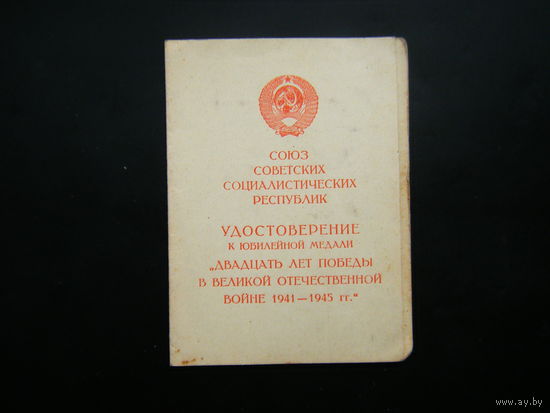 СОЮЗ
СОВЕТСКИХ
СОЦИАЛИСТИЧЕСКИХ
РЕСПУБЛИК
УДОСТОВЕРЕНИЕ
К ЮБИЛЕЙНОЙ МЕДАЛИ
„ДВАДЦАТЬ ЛЕТ ПОБЕДЫ
В ВЕЛИКОЙ ОТЕЧЕСТВЕННОЙ
ВОЙНЕ 1941—1945 гг.“
www.ay.by